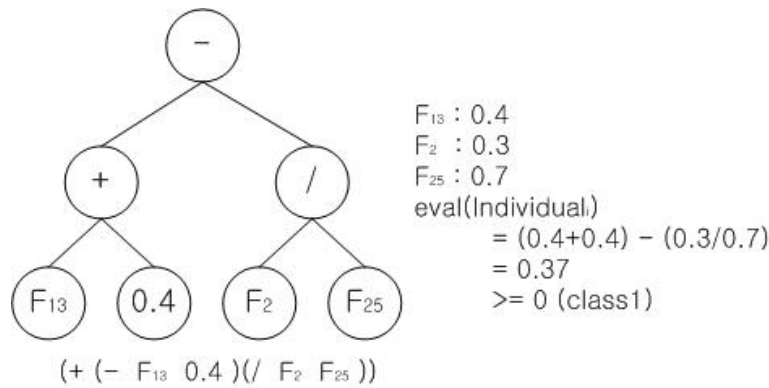 -
+ /
F₁₃ 0.4 F₂ F₂₅
(+ (- F₁₃ 0.4 )(/ F₂ F₂₅ ))
F₁₃ : 0.4
F₂ : 0.3
F₂₅ : 0.7
eval(Individualᵢ)
= (0.4+0.4) - (0.3/0.7)
= 0.37
>= 0 (class1)